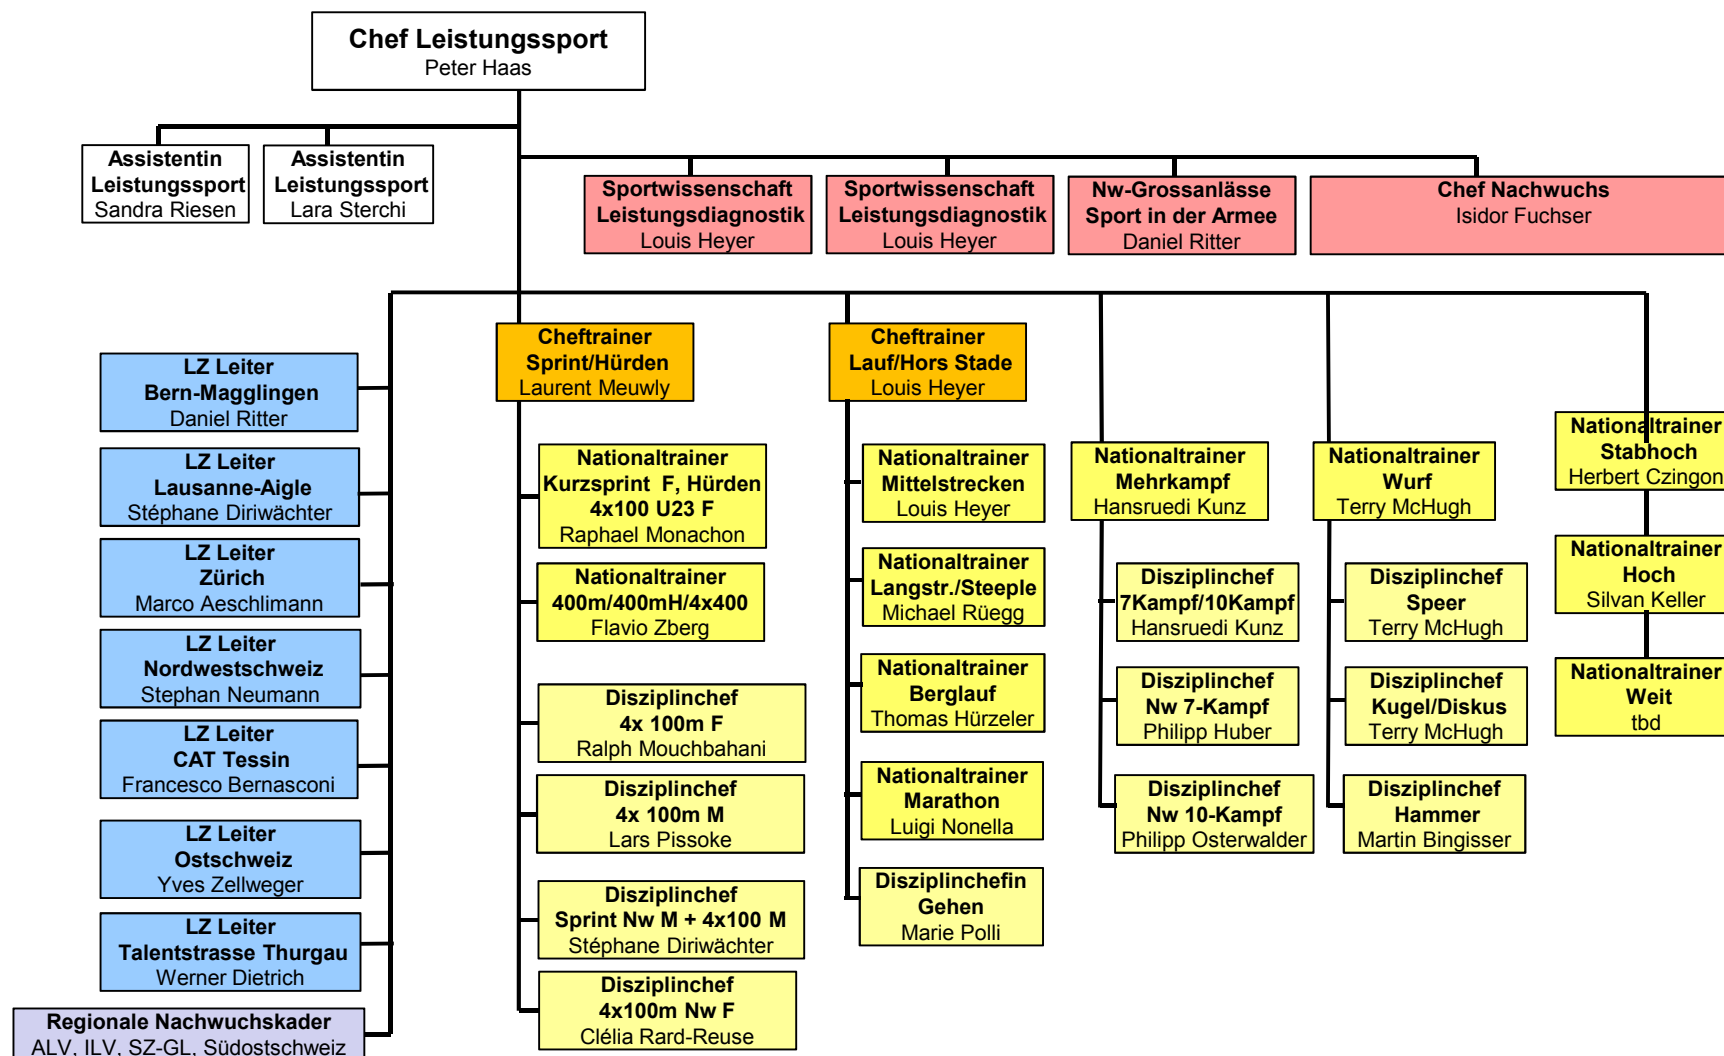 Chef Leistungssport
Peter Haas
Assistentin
Leistungssport
Sandra Riesen
Assistentin
Leistungssport
Lara Sterchi
Sportwissenschaft
Leistungsdiagnostik
Louis Heyer
Sportwissenschaft
Leistungsdiagnostik
Louis Heyer
Nw-Grossanlässe
Sport in der Armee
Daniel Ritter
Chef Nachwuchs
Isidor Fuchser
LZ Leiter
Bern-Magglingen
Daniel Ritter
LZ Leiter
Lausanne-Aigle
Stéphane Diriwächter
LZ Leiter
Zürich
Marco Aeschlimann
LZ Leiter
Nordwestschweiz
Stephan Neumann
LZ Leiter
CAT Tessin
Francesco Bernasconi
LZ Leiter
Ostschweiz
Yves Zellweger
LZ Leiter
Talentstrasse Thurgau
Werner Dietrich
Regionale Nachwuchskader
ALV, ILV, SZ-GL, Südostschweiz
Cheftrainer
Sprint/Hürden
Laurent Meuwly
Nationaltrainer
Kurzsprint F, Hürden
4x100 U23 F
Raphael Monachon
Nationaltrainer
400m/400mH/4x400
Flavio Zberg
Disziplinchef
4x 100m F
Ralph Mouchbahani
Disziplinchef
4x 100m M
Lars Pissoke
Disziplinchef
Sprint Nw M + 4x100 M
Stéphane Diriwächter
Disziplinchef
4x100m Nw F
Clélia Rard-Reuse
Cheftrainer
Lauf/Hors Stade
Louis Heyer
Nationaltrainer
Mittelstrecken
Louis Heyer
Nationaltrainer
Langstr./Steeple
Michael Rüegg
Nationaltrainer
Berglauf
Thomas Hürzeler
Nationaltrainer
Marathon
Luigi Nonella
Disziplinchefin
Gehen
Marie Polli
Nationaltrainer
Mehrkampf
Hansruedi Kunz
Disziplinchef
7Kampf/10Kampf
Hansruedi Kunz
Disziplinchef
Nw 7-Kampf
Philipp Huber
Disziplinchef
Nw 10-Kampf
Philipp Osterwalder
Nationaltrainer
Wurf
Terry McHugh
Disziplinchef
Speer
Terry McHugh
Disziplinchef
Kugel/Diskus
Terry McHugh
Disziplinchef
Hammer
Martin Bingisser
Nationaltrainer
Stabhoch
Herbert Czingon
Nationaltrainer
Hoch
Silvan Keller
Nationaltrainer
Weit
tbd